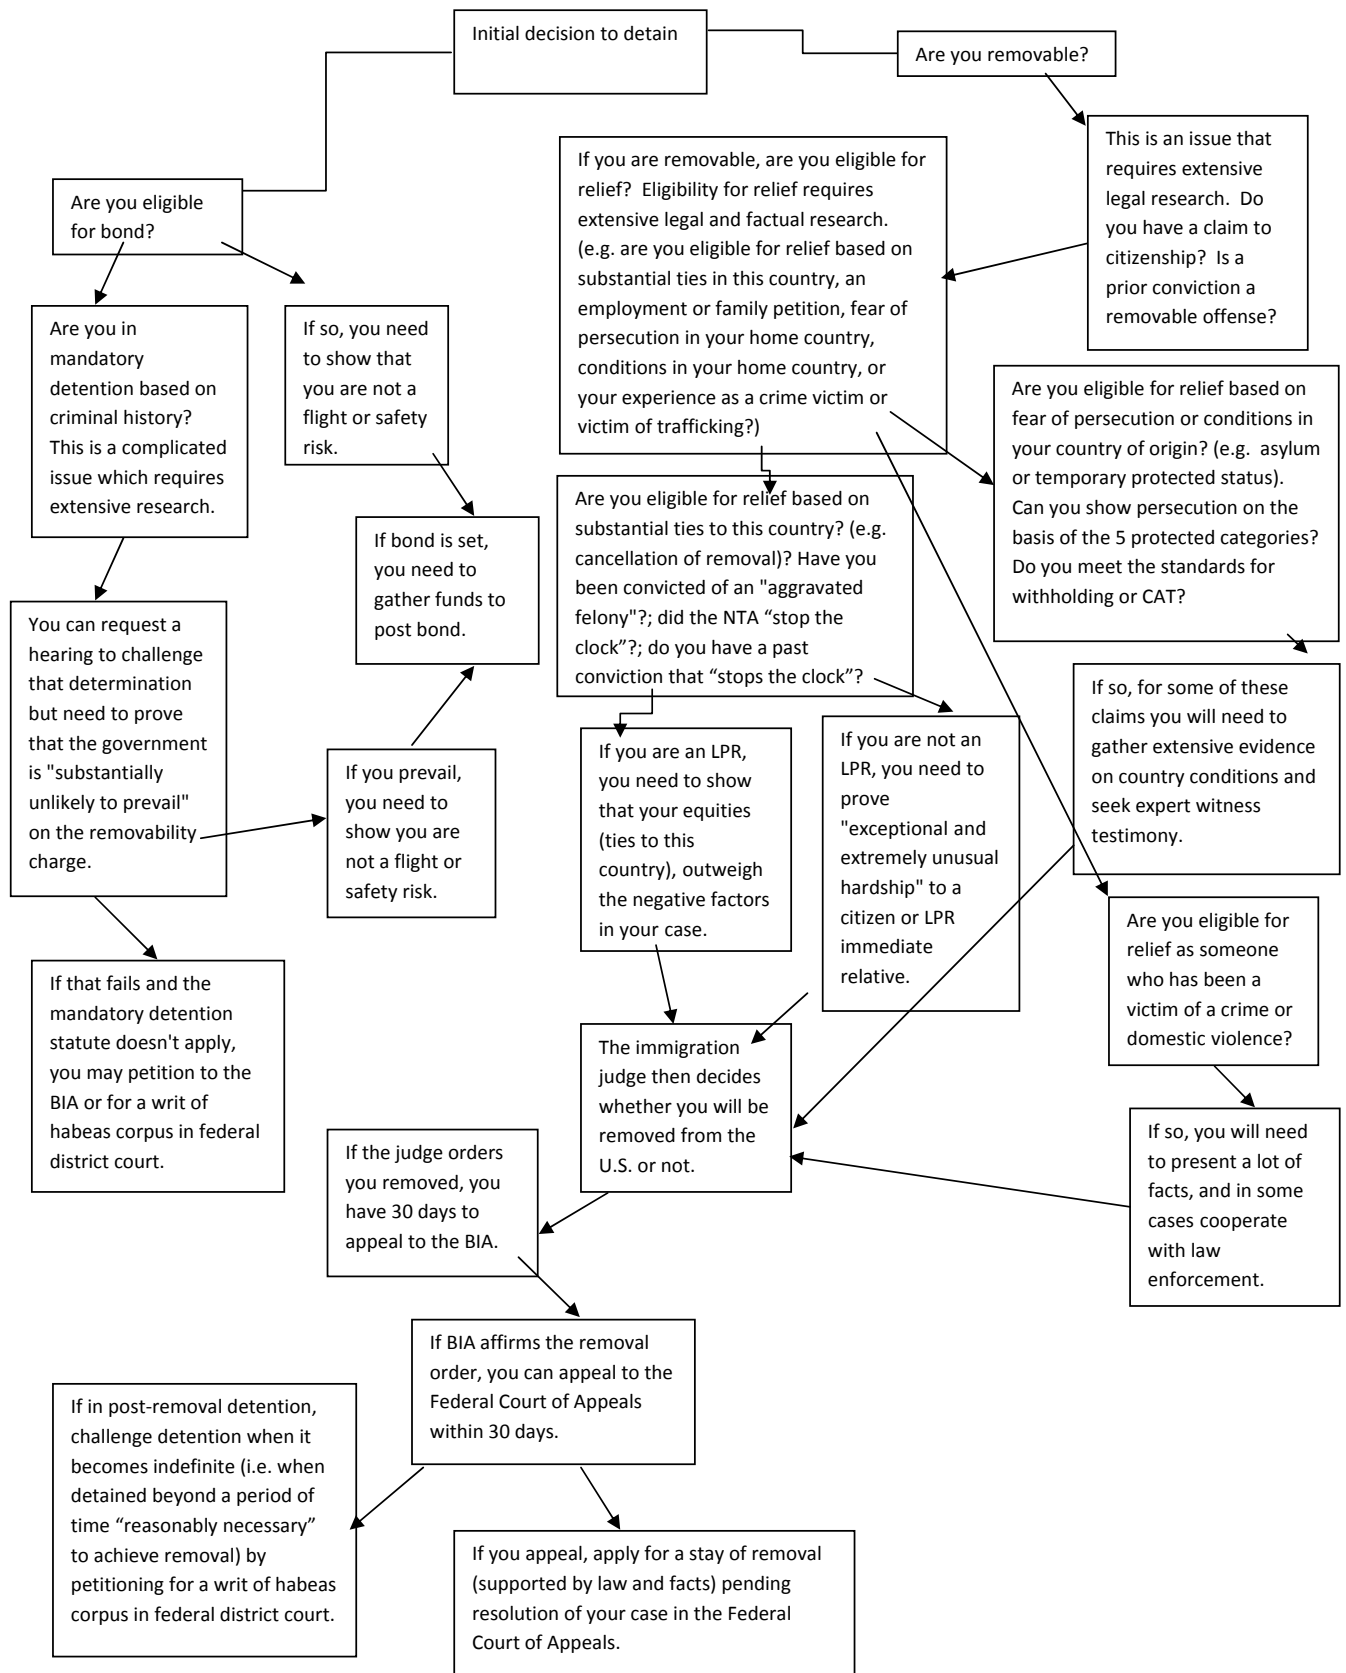 Initial decision to detain
Are you removable?
This is an issue that
requires extensive
legal research.  Do
you have a claim to
citizenship?  Is a
prior conviction a
removable offense?
If you are removable, are you eligible for
relief?  Eligibility for relief requires
extensive legal and factual research.
(e.g. are you eligible for relief based on
substantial ties in this country, an
employment or family petition, fear of
persecution in your home country,
conditions in your home country, or
your experience as a crime victim or
victim of trafficking?)
Are you eligible
for bond?
Are you in
mandatory
detention based on
criminal history?
This is a complicated
issue which requires
extensive research.
If so, you need
to show that
you are not a
flight or safety
risk.
Are you eligible for relief based on
fear of persecution or conditions in
your country of origin? (e.g.  asylum
or temporary protected status).
Can you show persecution on the
basis of the 5 protected categories?
Do you meet the standards for
withholding or CAT?
Are you eligible for relief based on
substantial ties to this country? (e.g.
cancellation of removal)? Have you
been convicted of an "aggravated
felony"?; did the NTA “stop the
clock”?; do you have a past
conviction that “stops the clock”?
If bond is set,
you need to
gather funds to
post bond.
You can request a
hearing to challenge
that determination
but need to prove
that the government
is "substantially
unlikely to prevail"
on the removability
charge.
If you prevail,
you need to
show you are
not a flight or
safety risk.
If you are an LPR,
you need to show
that your equities
(ties to this
country), outweigh
the negative factors
in your case.
If you are not an
LPR, you need to
prove
"exceptional and
extremely unusual
hardship" to a
citizen or LPR
immediate
relative.
If so, for some of these
claims you will need to
gather extensive evidence
on country conditions and
seek expert witness
testimony.
Are you eligible for
relief as someone
who has been a
victim of a crime or
domestic violence?
If that fails and the
mandatory detention
statute doesn't apply,
you may petition to the
BIA or for a writ of
habeas corpus in federal
district court.
The immigration
judge then decides
whether you will be
removed from the
U.S. or not.
If so, you will need
to present a lot of
facts, and in some
cases cooperate
with law
enforcement.
If the judge orders
you removed, you
have 30 days to
appeal to the BIA.
If BIA affirms the removal
order, you can appeal to the
Federal Court of Appeals
within 30 days.
If in post-removal detention,
challenge detention when it
becomes indefinite (i.e. when
detained beyond a period of
time “reasonably necessary”
to achieve removal) by
petitioning for a writ of habeas
corpus in federal district court.
If you appeal, apply for a stay of removal
(supported by law and facts) pending
resolution of your case in the Federal
Court of Appeals.